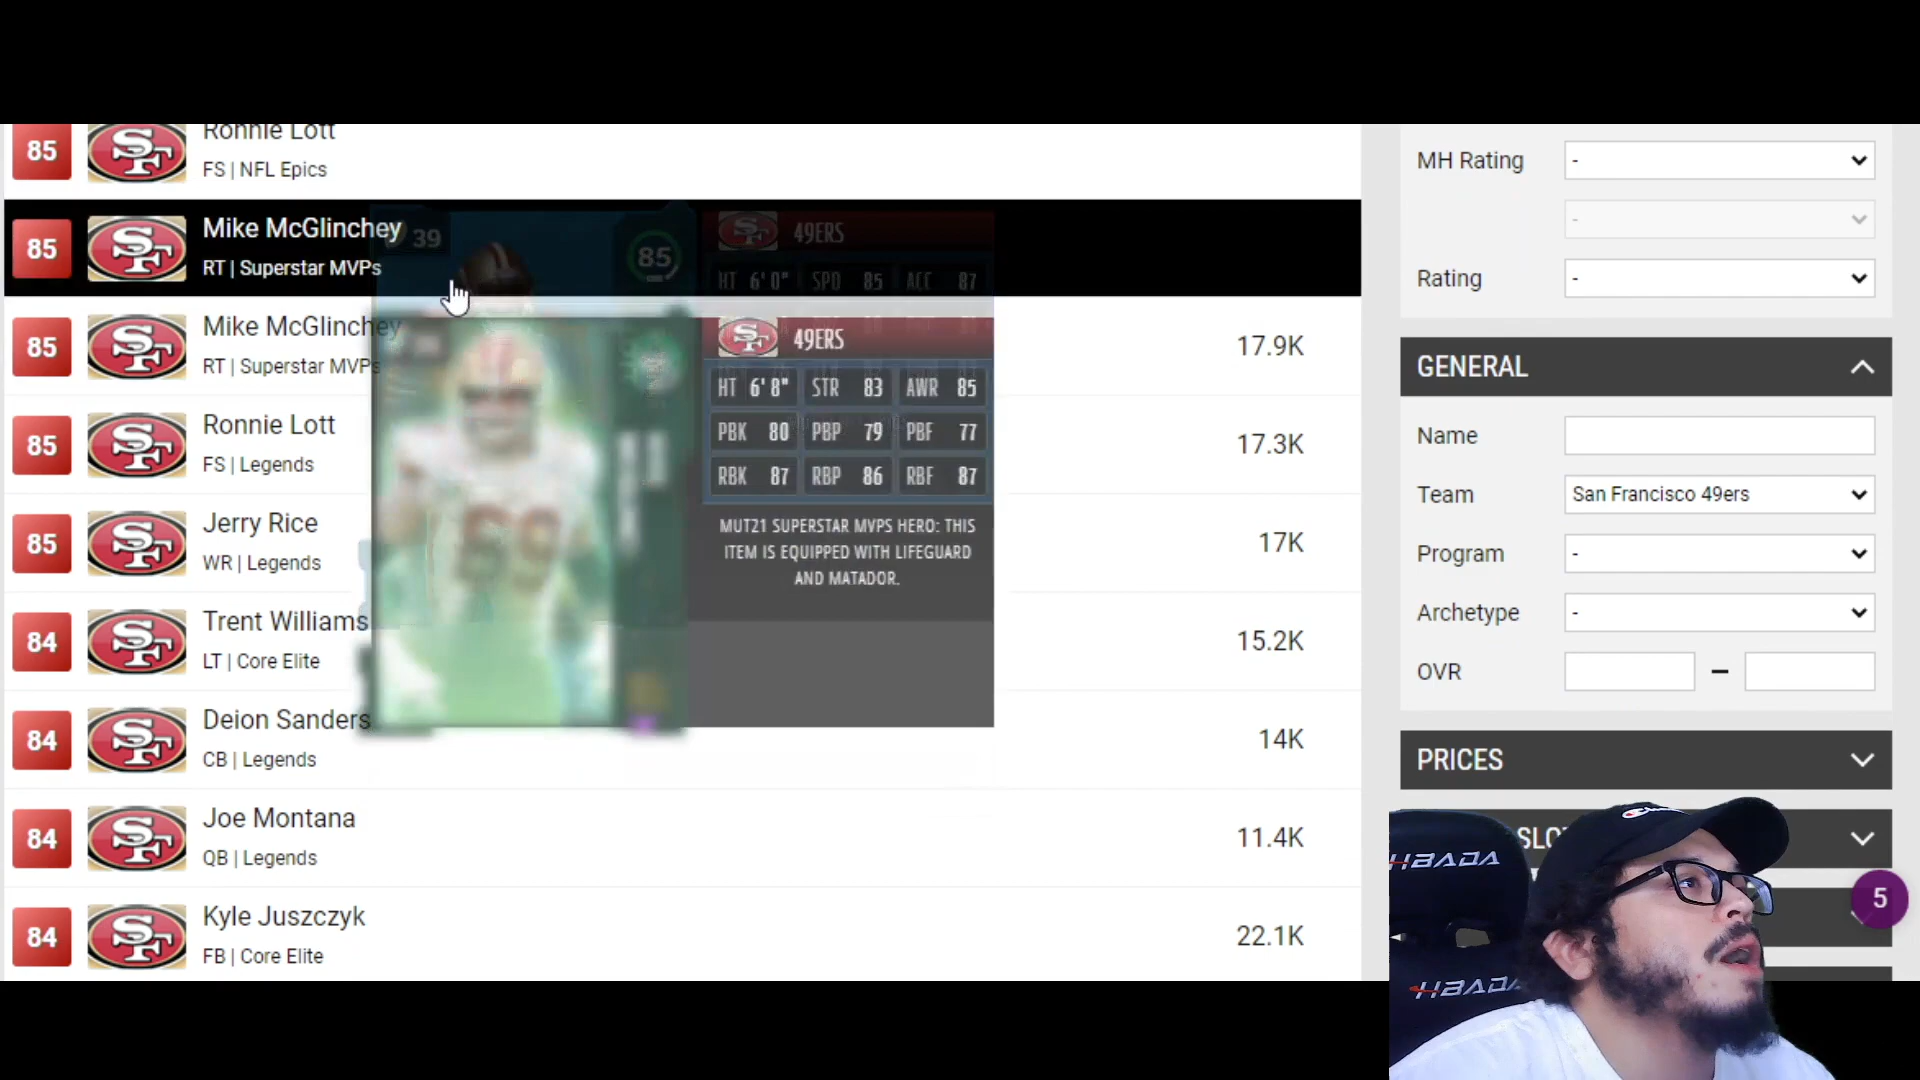 85
Ronnie Lott
FS | NFL Epics
85
Mike McGlinchey
RT | Superstar MVPs
39
85
49ERS
HT 6'0" SPD 85 ACC 87
85
Mike McGlinchey
RT | Superstar MVPs
17.9K
49ERS
HT 6'8" STR 83 AWR 85
PBK 80 PBP 79 PBF 77
RBK 87 RBP 86 RBF 87
MUT21 SUPERSTAR MVPS HERO: THIS
ITEM IS EQUIPPED WITH LIFEGUARD
AND MATADOR.
85
Ronnie Lott
FS | Legends
17.3K
85
Jerry Rice
WR | Legends
17K
84
Trent Williams
LT | Core Elite
15.2K
84
Deion Sanders
CB | Legends
14K
84
Joe Montana
QB | Legends
11.4K
84
Kyle Juszczyk
FB | Core Elite
22.1K
MH Rating -
-
Rating -
GENERAL
Name
Team San Francisco 49ers
Program -
Archetype -
OVR –
PRICES
5
HBADA
HBADA